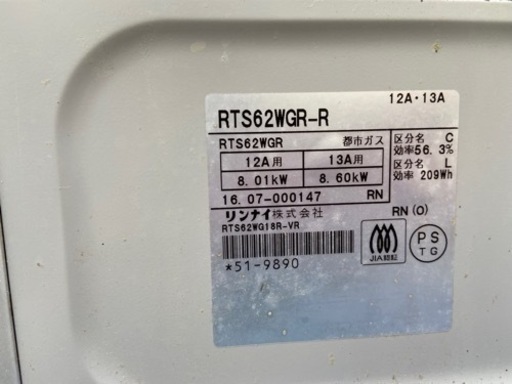 12A・13A
RTS62WGR-R
RTS62WGR 都市ガス
12A用 13A用
8.01kW 8.60kW
16.07-000147 RN
区分名 C
効率56.3%
区分名 L
効率 209Wh
リンナイ株式会社 RN(O)
RTS62WG18R-VR
*51-9890
JIA認証
PS
TG